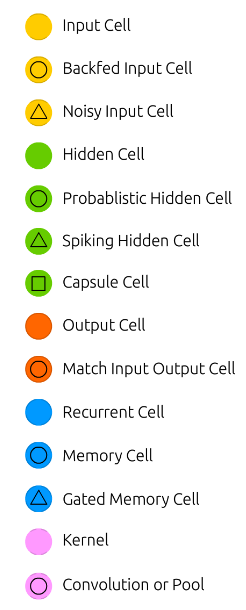 Input Cell
Backfed Input Cell
Noisy Input Cell
Hidden Cell
Probablistic Hidden Cell
Spiking Hidden Cell
Capsule Cell
Output Cell
Match Input Output Cell
Recurrent Cell
Memory Cell
Gated Memory Cell
Kernel
Convolution or Pool